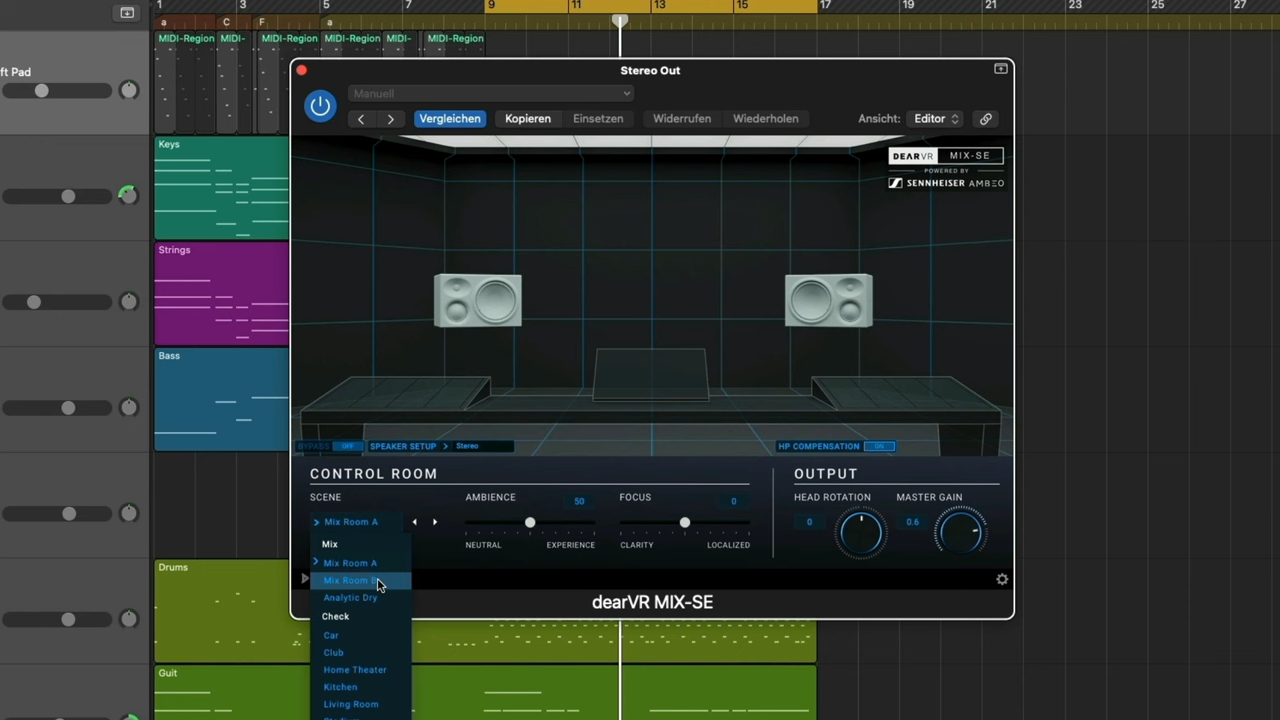 1 3 5 7 9 11 13 15 17 19 21 23 25 27
a C F a
MIDI-Region MIDI- MIDI-Region MIDI-Region MIDI- MIDI-Region
ft Pad
Stereo Out
Manuell
Vergleichen Kopieren Einsetzen Widerrufen Wiederholen Ansicht: Editor
Keys
DEARVR MIX-SE
POWERED BY
SENNHEISER AMBEO
Strings
Bass
BYPASS OFF SPEAKER SETUP > Stereo HP COMPENSATION ON
CONTROL ROOM OUTPUT
SCENE AMBIENCE 50 FOCUS 0 HEAD ROTATION MASTER GAIN
Mix Room A 0 0.6
NEUTRAL EXPERIENCE CLARITY LOCALIZED
Mix
Mix Room A
Mix Room B
Analytic Dry
Drums
dearVR MIX-SE
Check
Car
Club
Home Theater
Guit
Kitchen
Living Room